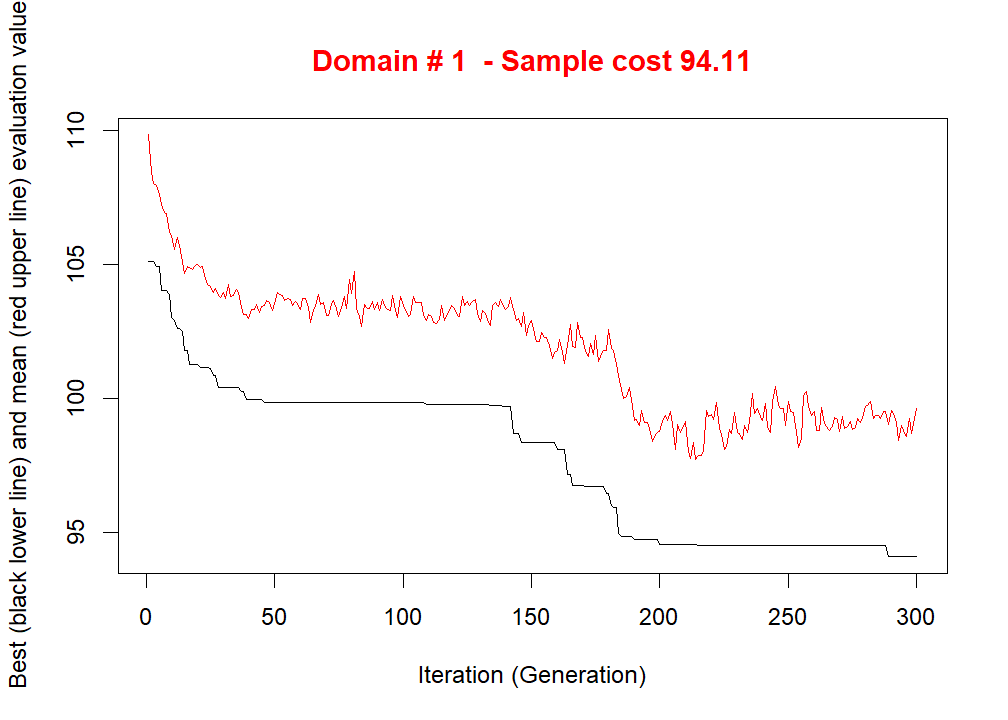 Domain # 1  - Sample cost 94.11
Best (black lower line) and mean (red upper line) evaluation value
110
105
100
95
0 50 100 150 200 250 300
Iteration (Generation)